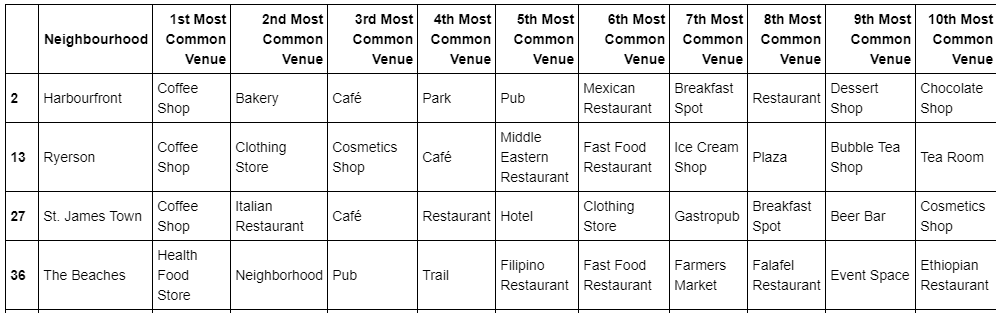 Neighbourhood 1st Most Common Venue 2nd Most Common Venue 3rd Most Common Venue 4th Most Common Venue 5th Most Common Venue 6th Most Common Venue 7th Most Common Venue 8th Most Common Venue 9th Most Common Venue 10th Most Common Venue
2 Harbourfront Coffee Shop Bakery Café Park Pub Mexican Restaurant Breakfast Spot Restaurant Dessert Shop Chocolate Shop
13 Ryerson Coffee Shop Clothing Store Cosmetics Shop Café Middle Eastern Restaurant Fast Food Restaurant Ice Cream Shop Plaza Bubble Tea Shop Tea Room
27 St. James Town Coffee Shop Italian Restaurant Café Restaurant Hotel Clothing Store Gastropub Breakfast Spot Beer Bar Cosmetics Shop
36 The Beaches Health Food Store Neighborhood Pub Trail Filipino Restaurant Fast Food Restaurant Farmers Market Falafel Restaurant Event Space Ethiopian Restaurant